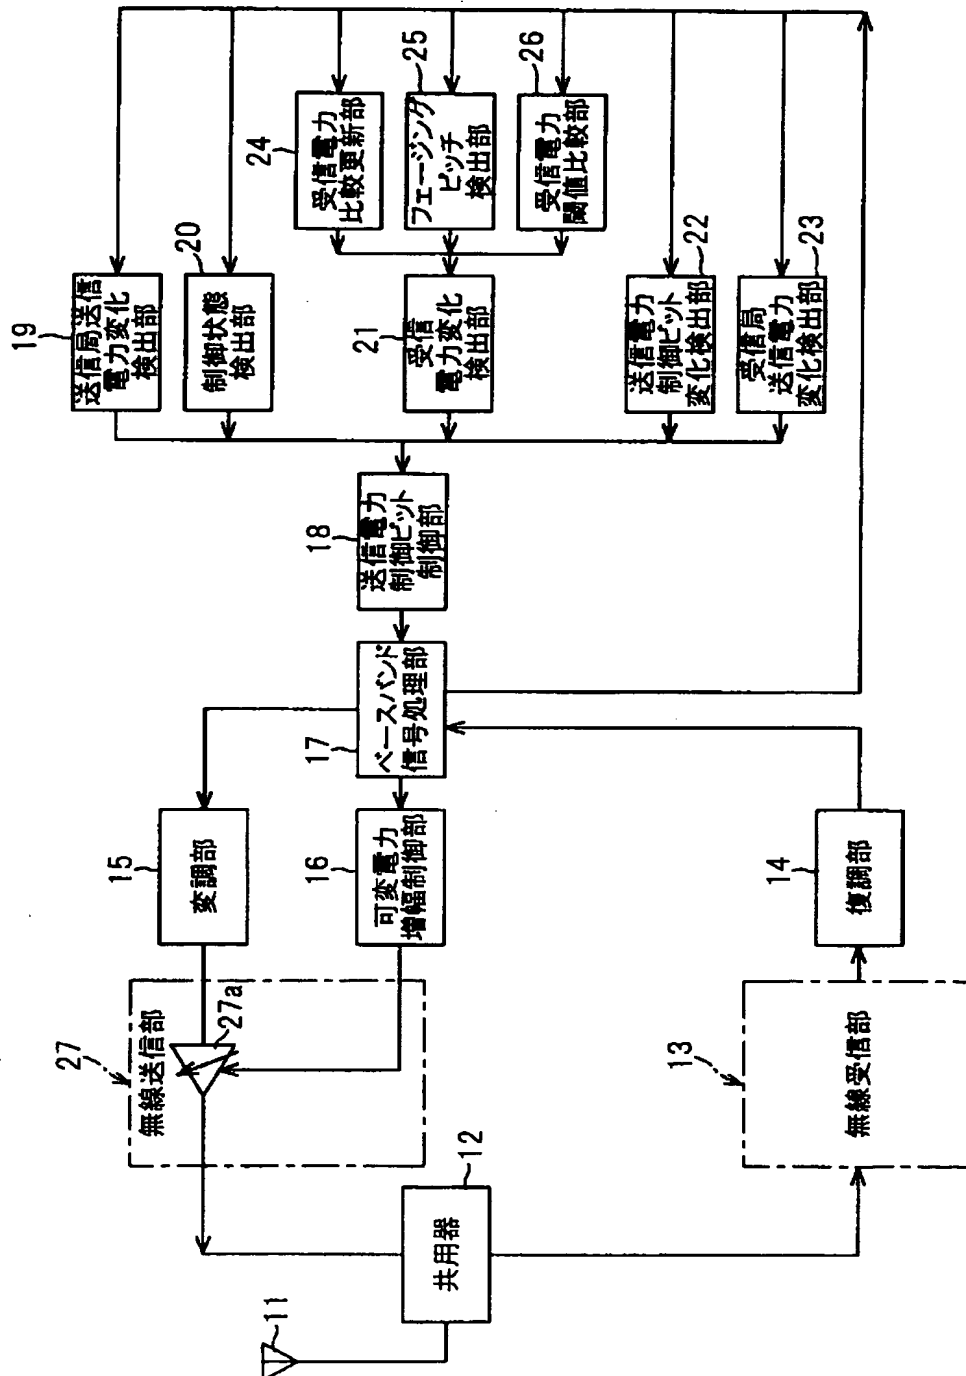 11
共用器
12
無線送信部
27
27a
無線受信部
13
変調部
15
可変電力
増幅制御部
16
復調部
14
ベースバンド
信号処理部
17
送信電力
制御ビット
制御部
18
送信局送信
電力変化
検出部
19
制御状態
検出部
20
受信
電力変化
検出部
21
送信電力
制御ビット
変化検出部
22
受信局
送信電力
変化検出部
23
受信電力
比較更新部
24
フェージング
ピッチ
検出部
25
受信電力
閾値比較部
26